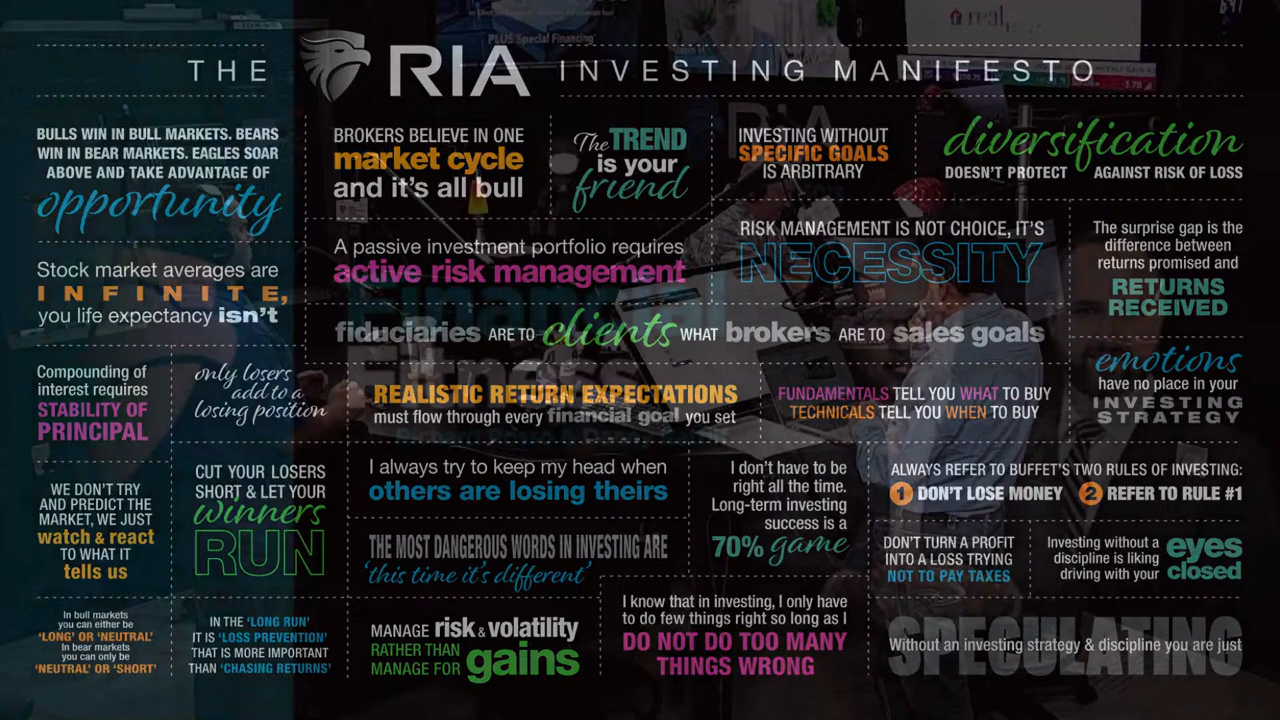 THE RIA INVESTING MANIFESTO
BULLS WIN IN BULL MARKETS. BEARS
WIN IN BEAR MARKETS. EAGLES SOAR
ABOVE AND TAKE ADVANTAGE OF
opportunity
BROKERS BELIEVE IN ONE
market cycle
and it's all bull
The TREND
is your
friend
INVESTING WITHOUT
SPECIFIC GOALS
IS ARBITRARY
diversification
DOESN'T PROTECT AGAINST RISK OF LOSS
Stock market averages are
INFINITE,
you life expectancy isn't
A passive investment portfolio requires
active risk management
RISK MANAGEMENT IS NOT CHOICE, IT'S
NECESSITY
The surprise gap is the
difference between
returns promised and
RETURNS
RECEIVED
fiduciaries ARE TO clients WHAT brokers ARE TO sales goals
Compounding of
interest requires
STABILITY OF
PRINCIPAL
only losers
add to a
losing position
REALISTIC RETURN EXPECTATIONS
must flow through every financial goal you set
FUNDAMENTALS TELL YOU WHAT TO BUY
TECHNICALS TELL YOU WHEN TO BUY
emotions
have no place in your
INVESTING
STRATEGY
WE DON'T TRY
AND PREDICT THE
MARKET, WE JUST
watch & react
TO WHAT IT
tells us
CUT YOUR LOSERS
SHORT & LET YOUR
winners
RUN
I always try to keep my head when
others are losing theirs
THE MOST DANGEROUS WORDS IN INVESTING ARE
'this time it's different'
I don't have to be
right all the time.
Long-term investing
success is a
70% game
ALWAYS REFER TO BUFFET'S TWO RULES OF INVESTING:
1 DON'T LOSE MONEY 2 REFER TO RULE #1
DON'T TURN A PROFIT
INTO A LOSS TRYING
NOT TO PAY TAXES
Investing without a
discipline is liking
driving with your
eyes
closed
In bull markets
you can either be
'LONG' OR 'NEUTRAL'
In bear markets
you can only be
'NEUTRAL' OR 'SHORT'
IN THE 'LONG RUN'
IT IS 'LOSS PREVENTION'
THAT IS MORE IMPORTANT
THAN 'CHASING RETURNS'
MANAGE risk & volatility
RATHER THAN
MANAGE FOR gains
I know that in investing, I only have
to do few things right so long as I
DO NOT DO TOO MANY
THINGS WRONG
Without an investing strategy & discipline you are just
SPECULATING
PLUS Special Financing
real
RIA
Financial
Fitness